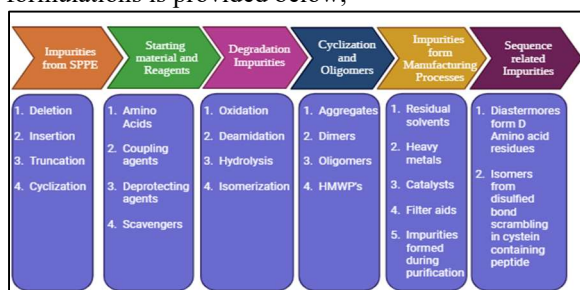 formulations is provided below;
Impurities
from SPPE
Starting
material and
Reagents
Degradation
Impurities
Cyclization
and
Oligomers
Impurities
form
Manufacturing
Processes
Sequence
related
Impurities
1. Deletion
2. Insertion
3. Truncation
4. Cyclization
1. Amino
Acids
2. Coupling
agents
3. Deprotecting
agents
4. Scavengers
1. Oxidation
2. Deamidation
3. Hydrolysis
4. Isomerization
1. Aggregates
2. Dimers
3. Oligomers
4. HMWP's
1. Residual
solvents
2. Heavy
metals
3. Catalysts
4. Filter aids
5. Impurities
formed
during
purification
1. Diastermores
form D
Amino acid
residues
2. Isomers
from
disulfied
bond
scrambling
in cystein
containing
peptide